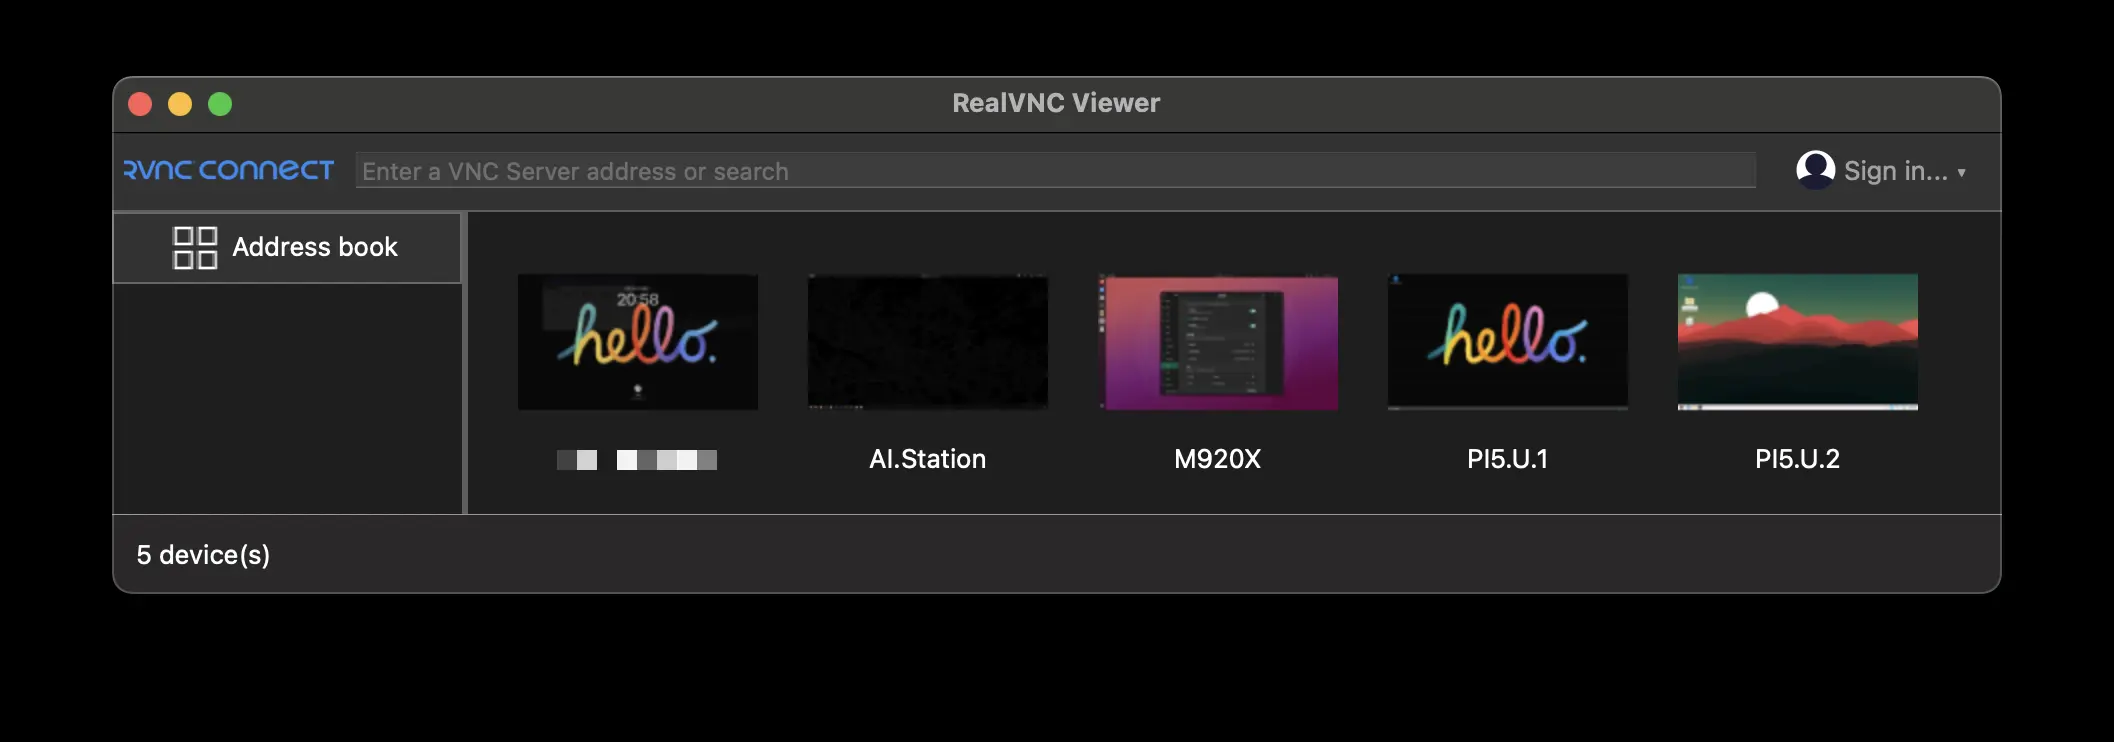 RealVNC Viewer
RVNC CONNECT
Enter a VNC Server address or search
Sign in...
Address book
20:58
hello.
hello.
AI.Station
M920X
PI5.U.1
PI5.U.2
5 device(s)